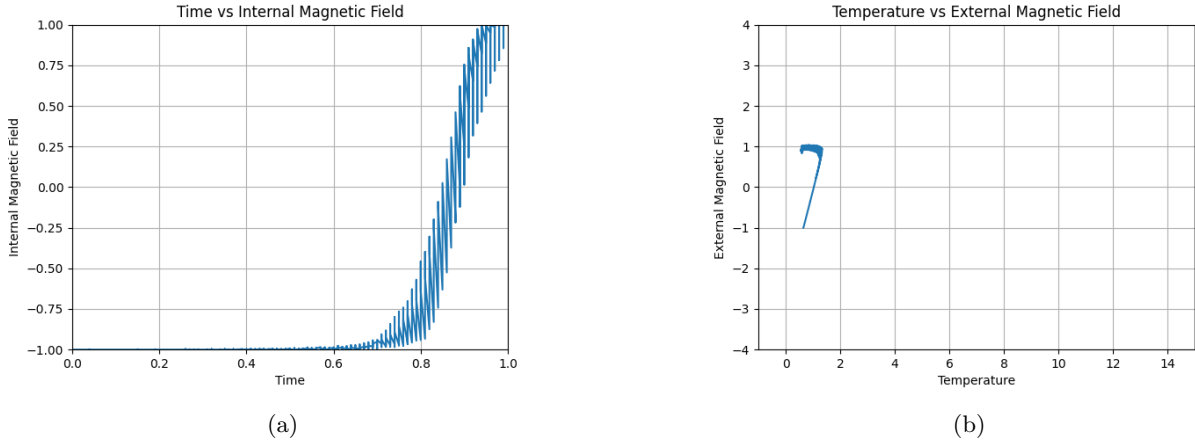 Time vs Internal Magnetic Field
1.00
0.75
0.50
0.25
0.00
−0.25
−0.50
−0.75
−1.00
Internal Magnetic Field
0.0 0.2 0.4 0.6 0.8 1.0
Time
(a)
Temperature vs External Magnetic Field
4
3
2
1
0
−1
−2
−3
−4
External Magnetic Field
0 2 4 6 8 10 12 14
Temperature
(b)